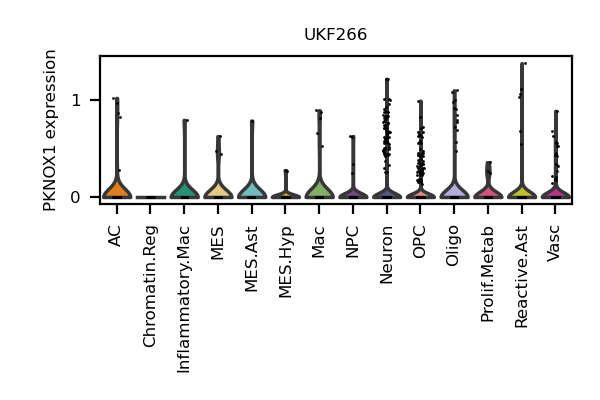 UKF266
PKNOX1 expression
1
0
AC
Chromatin.Reg
Inflammatory.Mac
MES
MES.Ast
MES.Hyp
Mac
NPC
Neuron
OPC
Oligo
Prolif.Metab
Reactive.Ast
Vasc